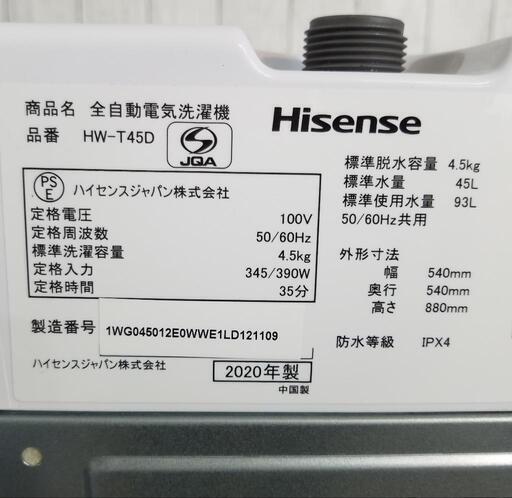 商品名 全自動電気洗濯機
品番 HW-T45D
JQA
Hisense
PS
E
ハイセンスジャパン株式会社
定格電圧 100V
定格周波数 50/60Hz
標準洗濯容量 4.5kg
定格入力 345/390W
定格時間 35分
製造番号 1WG045012E0WWE1LD121109
ハイセンスジャパン株式会社
2020年製
中国製
標準脱水容量 4.5kg
標準水量 45L
標準使用水量 93L
50/60Hz共用
外形寸法
幅 540mm
奥行 540mm
高さ 880mm
防水等級 IPX4